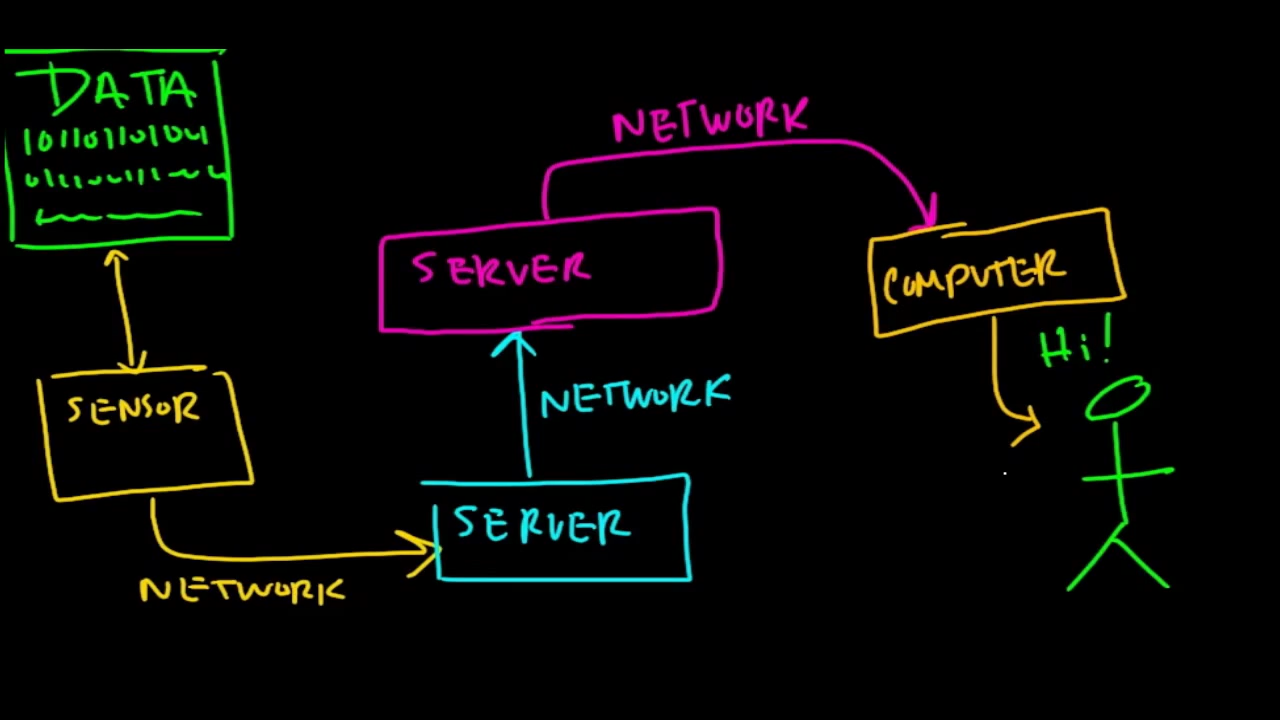 DATA
NETWORK
SERVER
COMPUTER
Hi!
SENSOR
NETWORK
SERVER
NETWORK